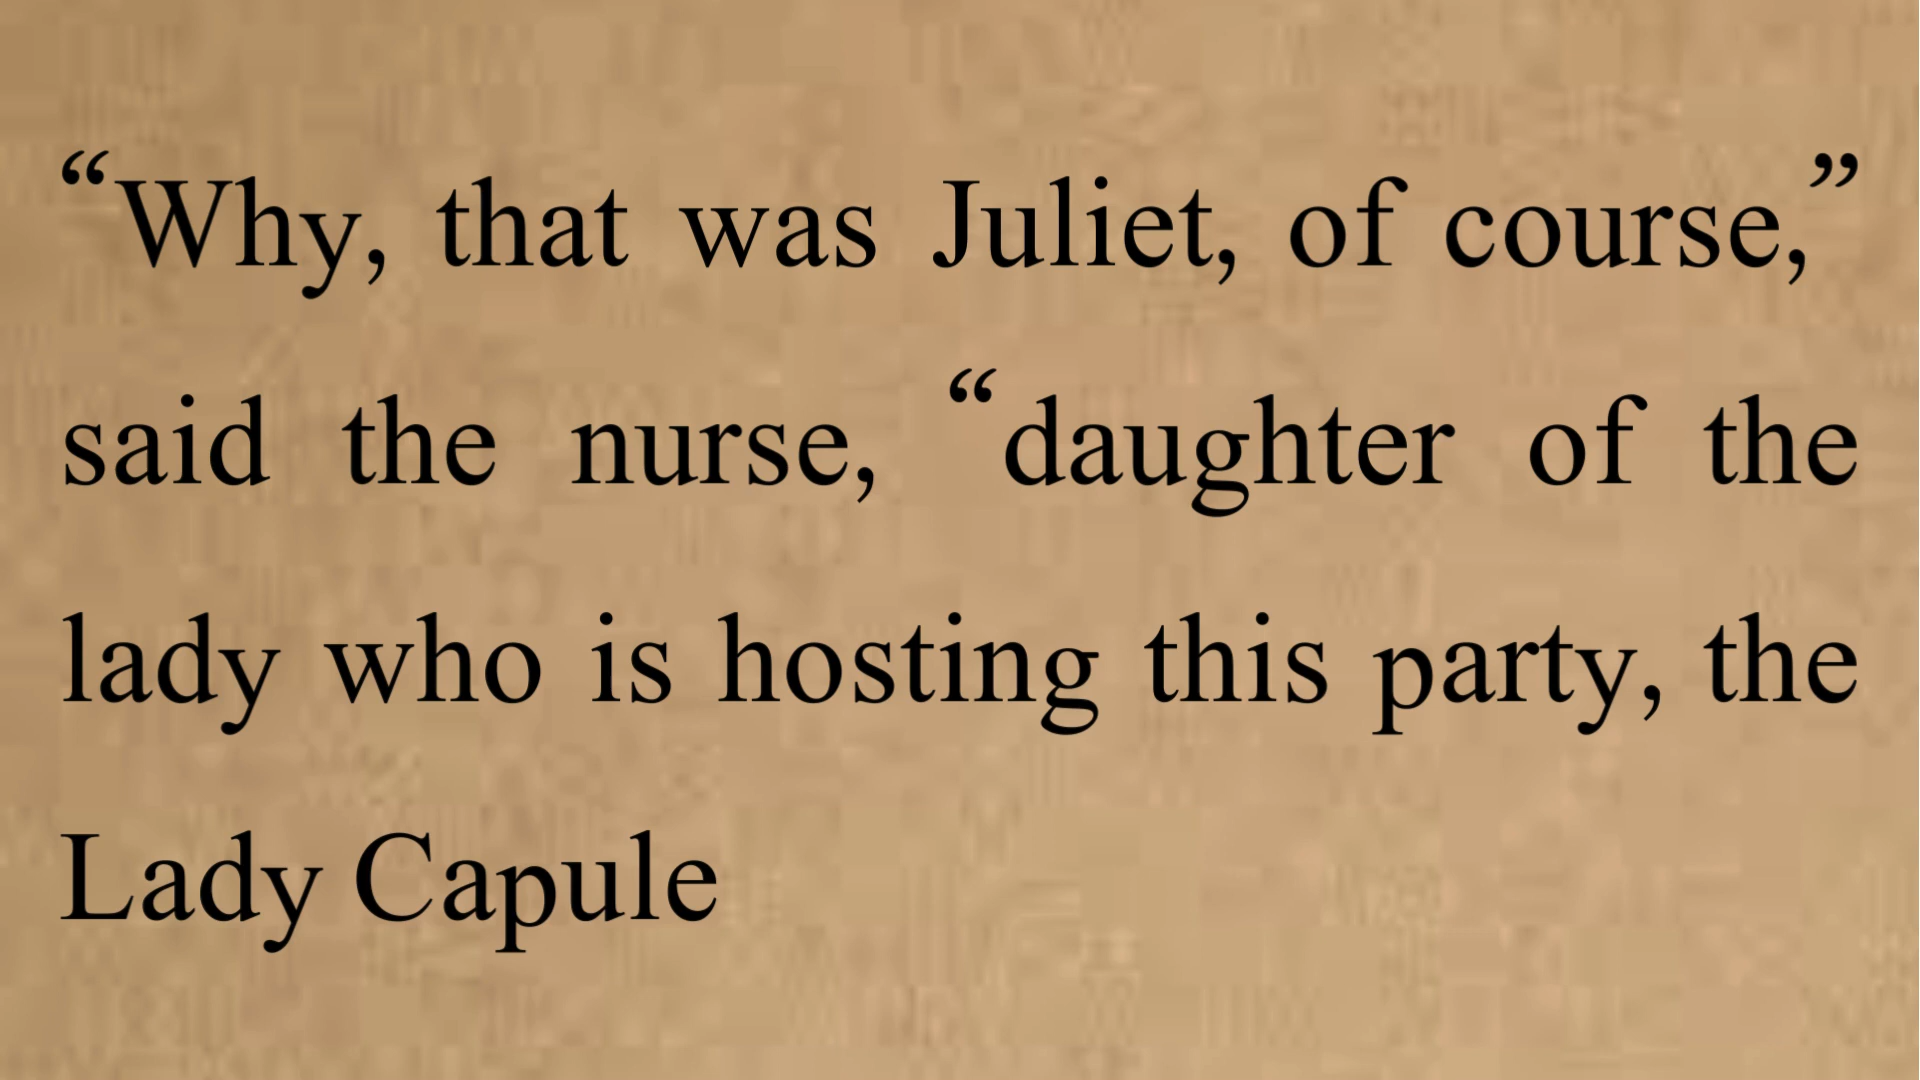 “Why, that was Juliet, of course,”
said the nurse, “daughter of the
lady who is hosting this party, the
Lady Capule